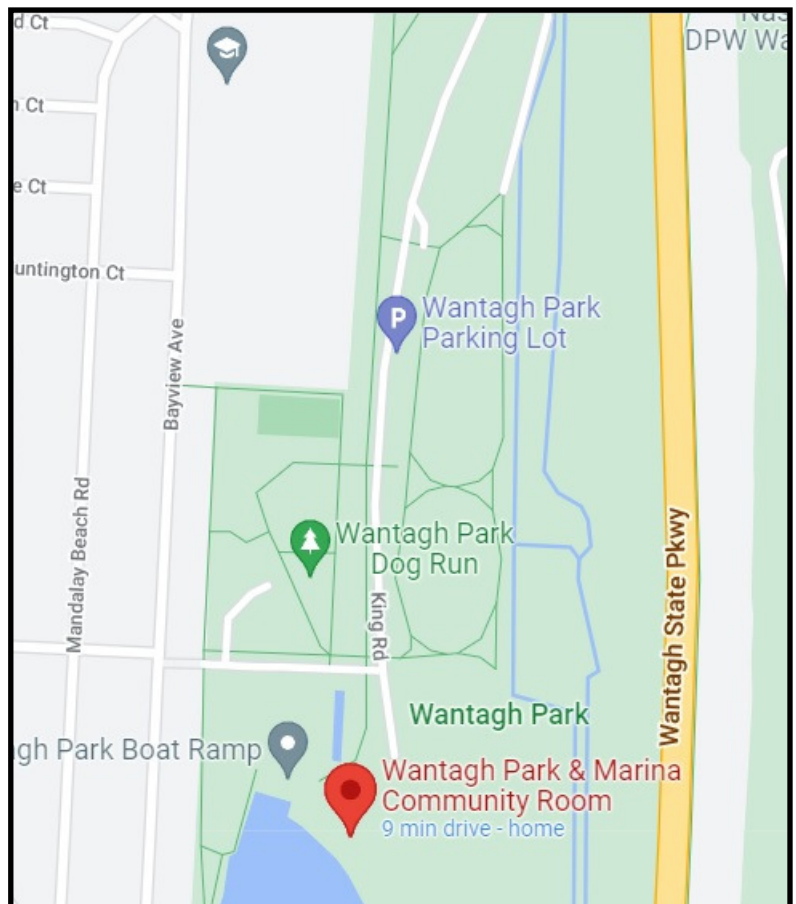 d Ct
Nas
DPW Wa
n Ct
e Ct
untington Ct
Wantagh Park
Parking Lot
P
Bayview Ave
Mandalay Beach Rd
Wantagh Park
Dog Run
King Rd
Wantagh State Pkwy
Wantagh Park
agh Park Boat Ramp
Wantagh Park & Marina
Community Room
9 min drive - home